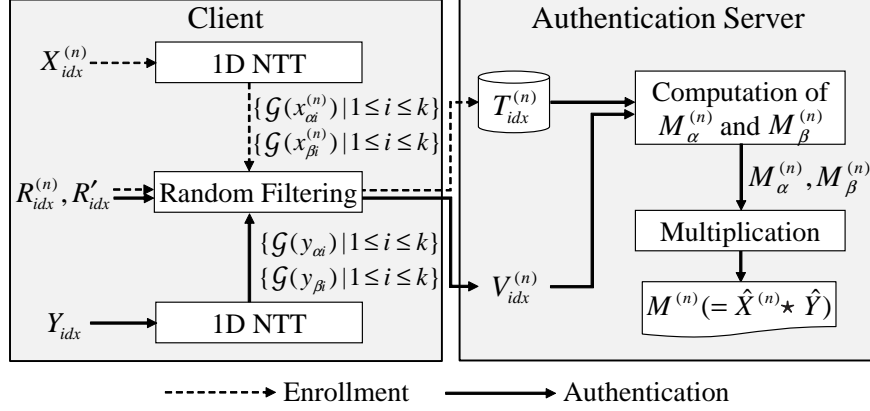 Client
Authentication Server
X_{idx}^{(n)}
1D NTT
{G(x_{αi}^{(n)}) | 1 ≤ i ≤ k}
{G(x_{βi}^{(n)}) | 1 ≤ i ≤ k}
T_{idx}^{(n)}
Computation of
M_α^{(n)} and M_β^{(n)}
R_{idx}^{(n)}, R'_{idx}
Random Filtering
M_α^{(n)}, M_β^{(n)}
Multiplication
{G(y_{αi}) | 1 ≤ i ≤ k}
{G(y_{βi}) | 1 ≤ i ≤ k}
V_{idx}^{(n)}
Y_{idx}
1D NTT
M^{(n)} (= X̂^{(n)} ⋆ Ŷ)
Enrollment
Authentication